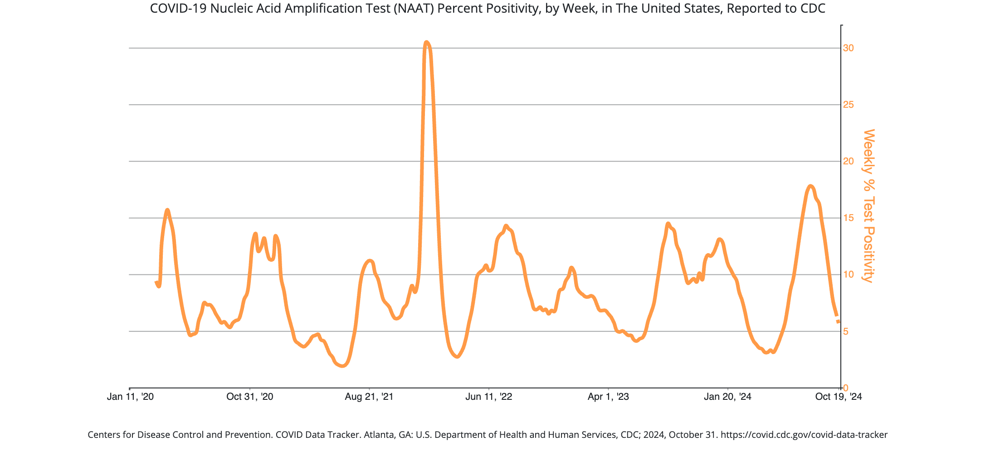 COVID-19 Nucleic Acid Amplification Test (NAAT) Percent Positivity, by Week, in The United States, Reported to CDC
30
25
20
15
10
5
0
Weekly % Test Positivity
Jan 11, '20
Oct 31, '20
Aug 21, '21
Jun 11, '22
Apr 1, '23
Jan 20, '24
Oct 19, '24
Centers for Disease Control and Prevention. COVID Data Tracker. Atlanta, GA: U.S. Department of Health and Human Services, CDC; 2024, October 31. https://covid.cdc.gov/covid-data-tracker